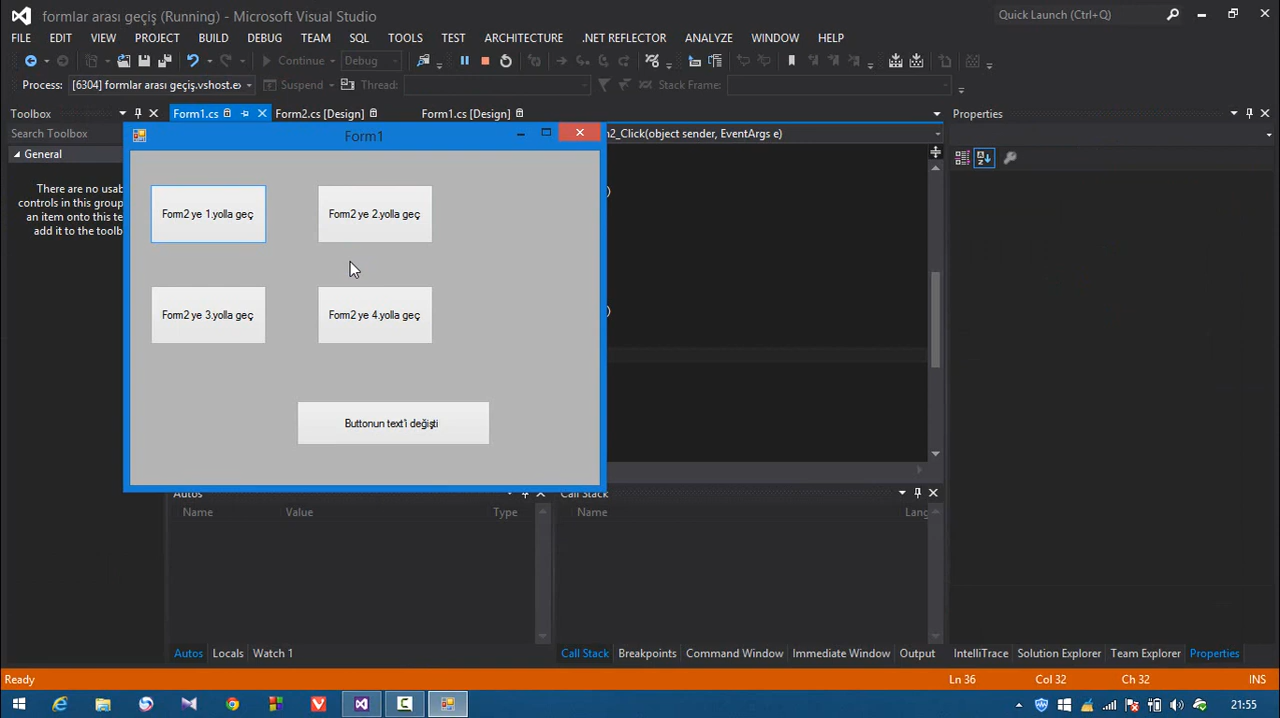 formlar arası geçiş (Running) - Microsoft Visual Studio
Quick Launch (Ctrl+Q)
FILE EDIT VIEW PROJECT BUILD DEBUG TEAM SQL TOOLS TEST ARCHITECTURE .NET REFLECTOR ANALYZE WINDOW HELP
Continue Debug
Process: [6304] formlar arası geçiş.vshost.e Suspend Thread: Stack Frame:
Toolbox Form1.cs Form2.cs [Design] Form1.cs [Design] Properties
Search Toolbox Form1 2_Click(object sender, EventArgs e)
General
There are no usab
controls in this group
an item onto this te
add it to the toolb
Form2 ye 1.yolla geç Form2 ye 2.yolla geç
)
Form2 ye 3.yolla geç Form2 ye 4.yolla geç
)
Buttonun text'i değişti
Autos Call Stack
Name Value Type Name Lang
Autos Locals Watch 1 Call Stack Breakpoints Command Window Immediate Window Output IntelliTrace Solution Explorer Team Explorer Properties
Ready Ln 36 Col 32 Ch 32 INS
21:55